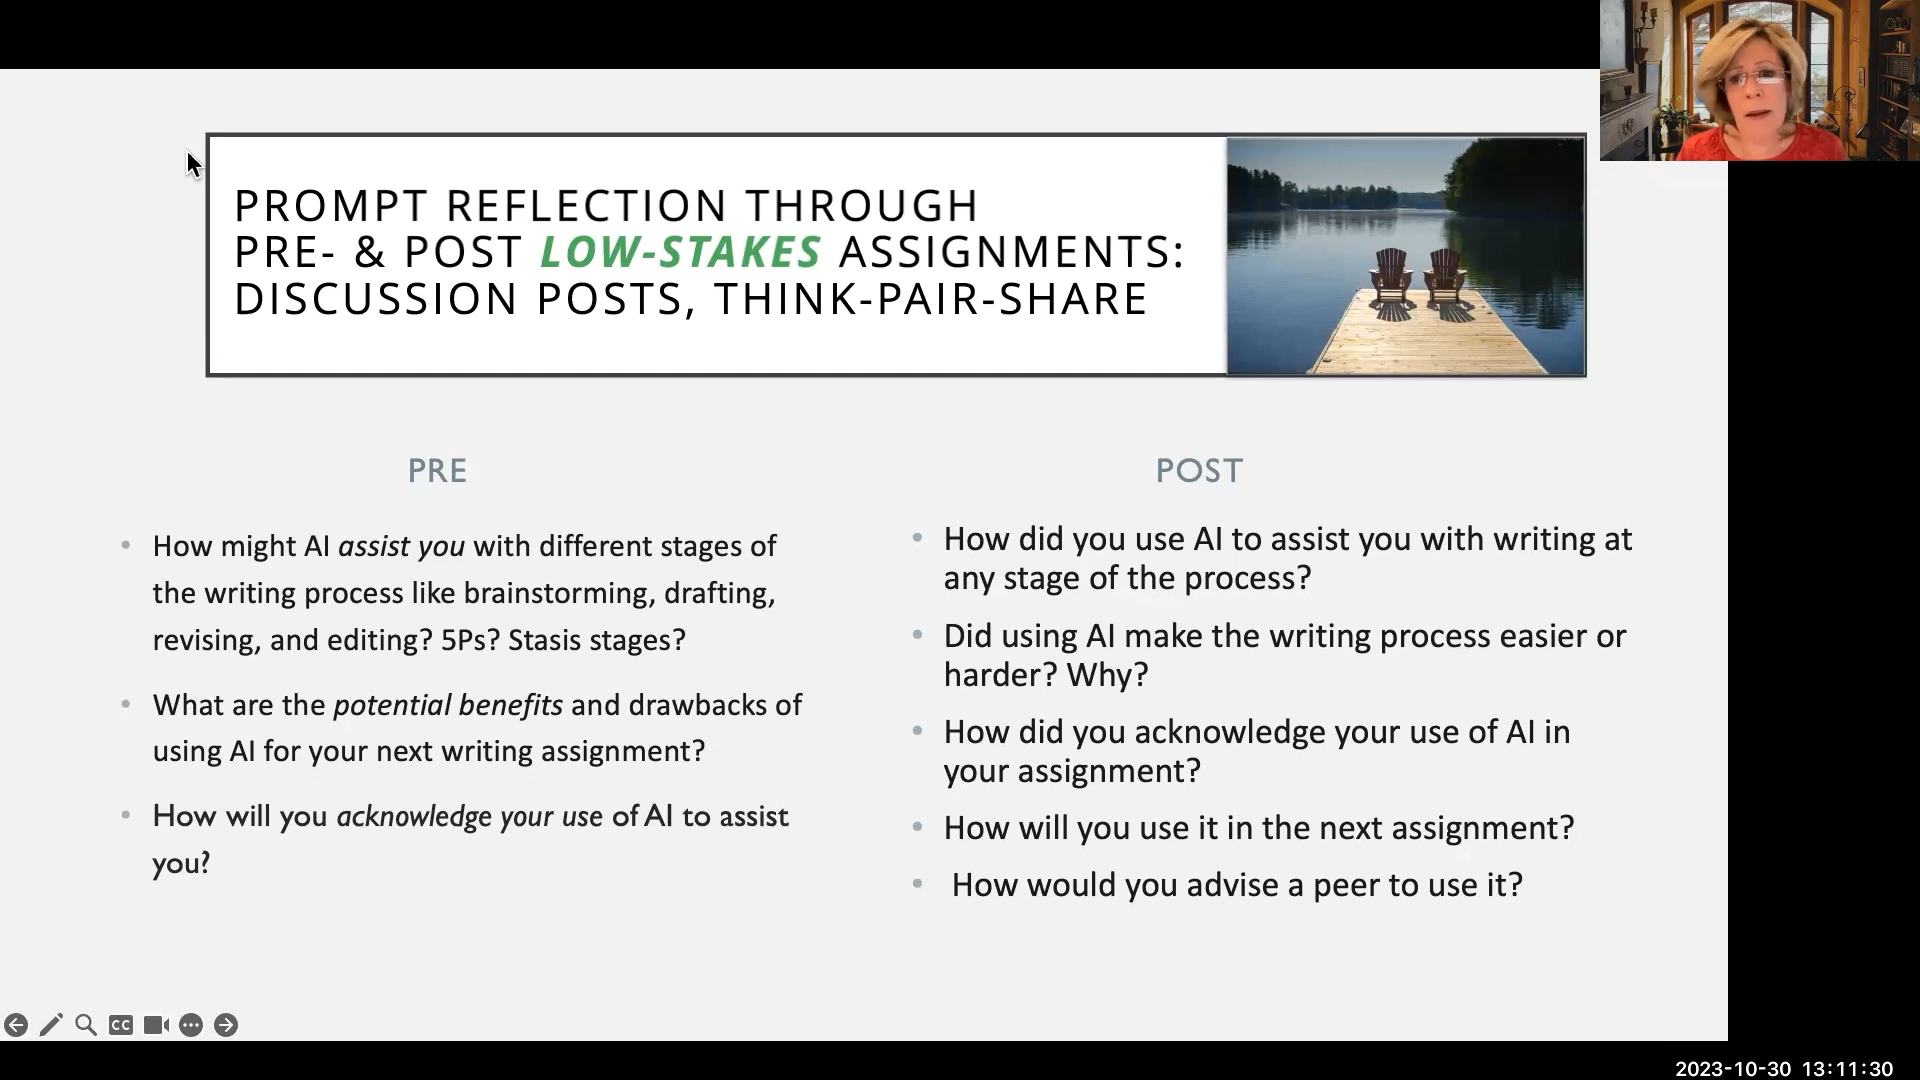 PROMPT REFLECTION THROUGH
PRE- & POST LOW-STAKES ASSIGNMENTS:
DISCUSSION POSTS, THINK-PAIR-SHARE
PRE
• How might AI assist you with different stages of
the writing process like brainstorming, drafting,
revising, and editing? 5Ps? Stasis stages?
• What are the potential benefits and drawbacks of
using AI for your next writing assignment?
• How will you acknowledge your use of AI to assist
you?
POST
• How did you use AI to assist you with writing at
any stage of the process?
• Did using AI make the writing process easier or
harder? Why?
• How did you acknowledge your use of AI in
your assignment?
• How will you use it in the next assignment?
• How would you advise a peer to use it?
CC
2023-10-30 13:11:30